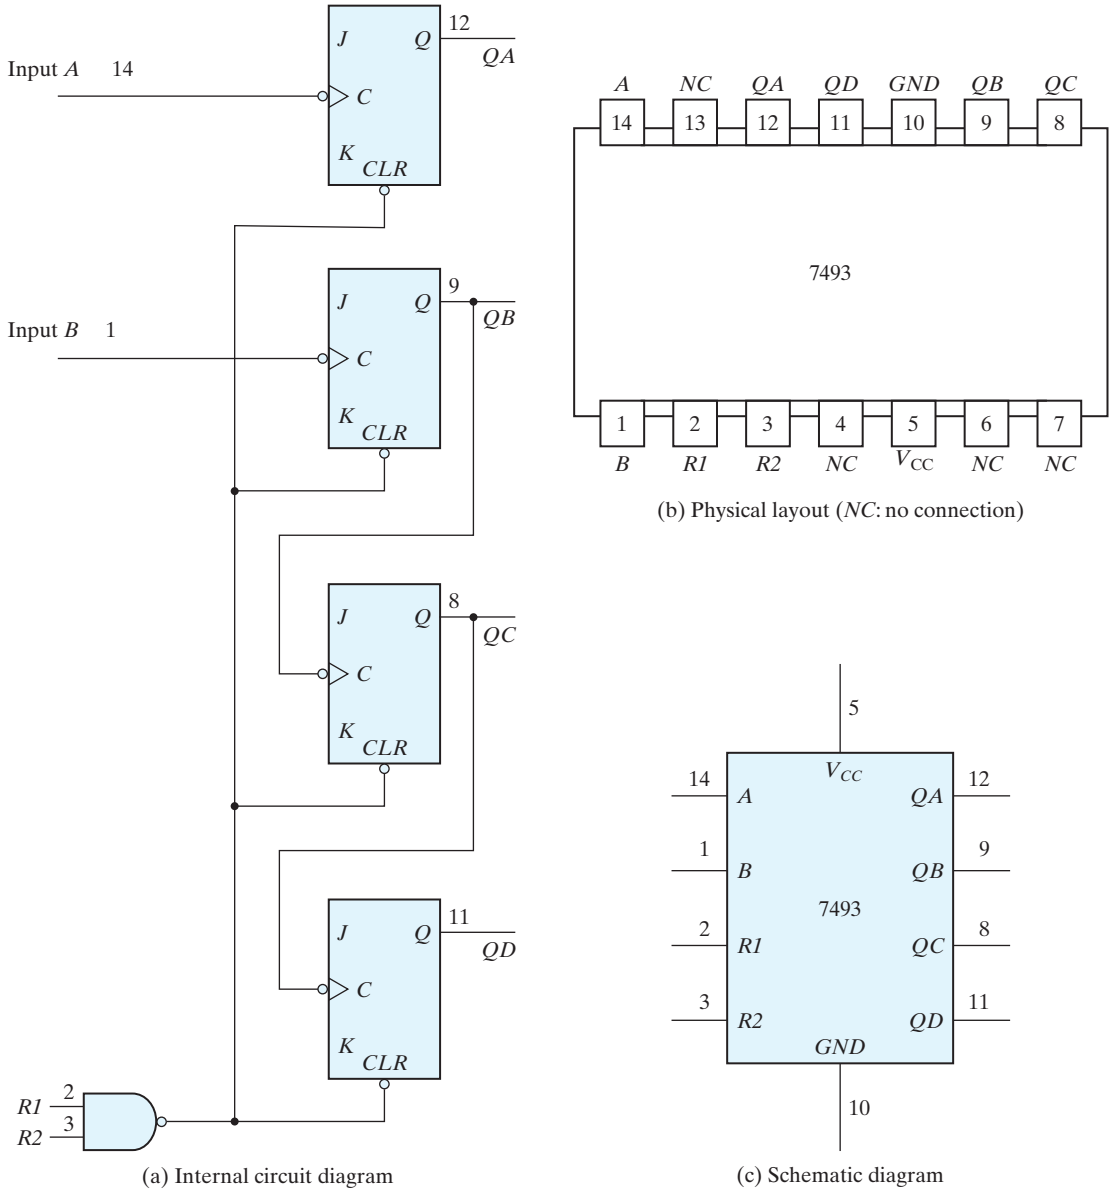 J Q 12
QA
Input A 14
C
K
CLR
J Q 9
QB
Input B 1
C
K
CLR
J Q 8
QC
C
K
CLR
J Q 11
QD
C
K
CLR
R1 2
R2 3
(a) Internal circuit diagram
A NC QA QD GND QB QC
14 13 12 11 10 9 8
7493
1 2 3 4 5 6 7
B R1 R2 NC VCC NC NC
(b) Physical layout (NC: no connection)
5
VCC
14 A QA 12
1 B QB 9
7493
2 R1 QC 8
3 R2 QD 11
GND
10
(c) Schematic diagram